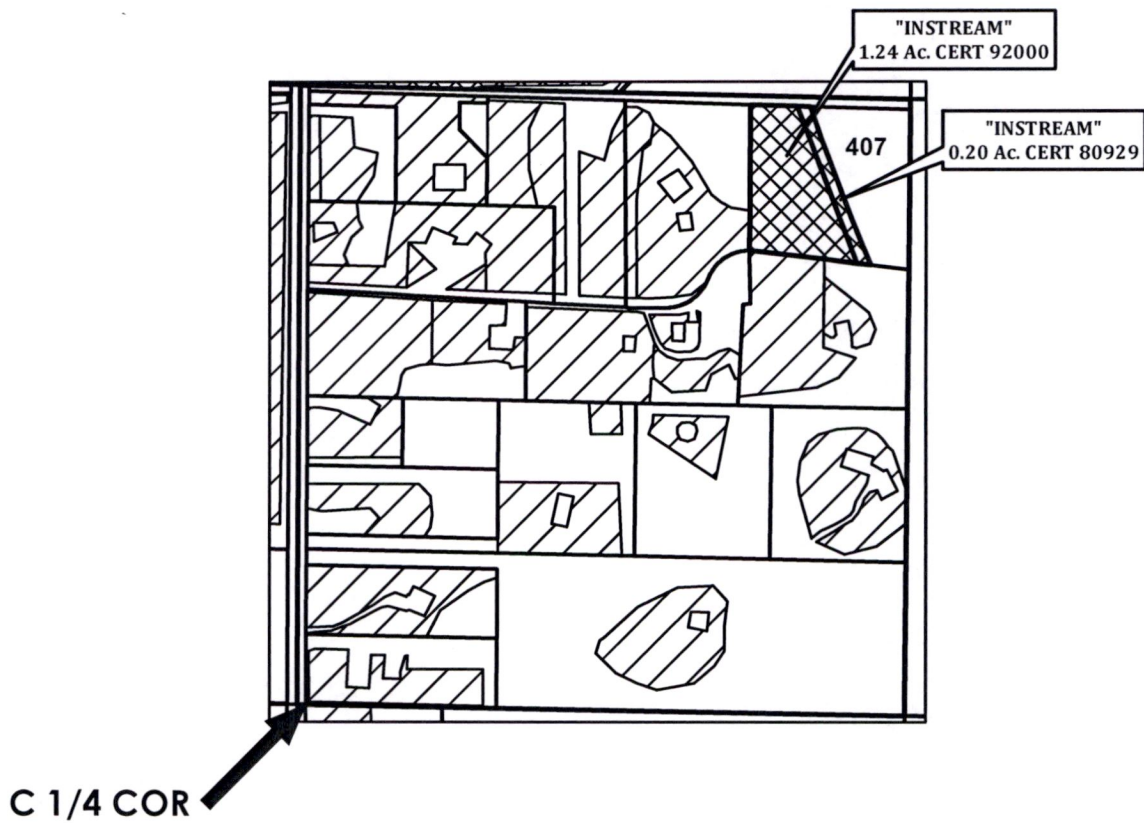 "INSTREAM"
1.24 Ac. CERT 92000
"INSTREAM"
0.20 Ac. CERT 80929
407
C 1/4 COR